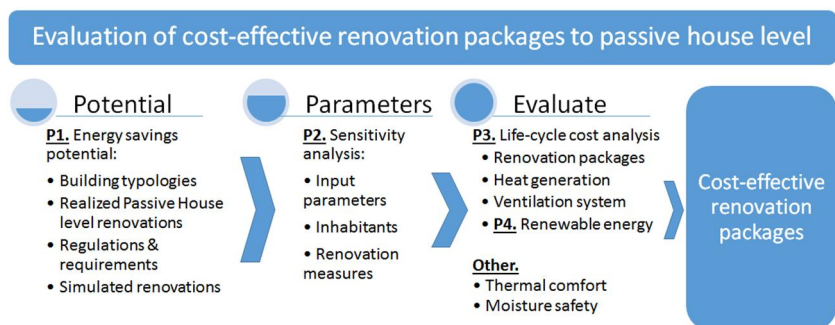 Evaluation of cost-effective renovation packages to passive house level
Potential
P1. Energy savings
potential:
• Building typologies
• Realized Passive House
level renovations
• Regulations &
requirements
• Simulated renovations
Parameters
P2. Sensitivity
analysis:
• Input
parameters
• Inhabitants
• Renovation
measures
Evaluate
P3. Life-cycle cost analysis
• Renovation packages
• Heat generation
• Ventilation system
• P4. Renewable energy
Other.
• Thermal comfort
• Moisture safety
Cost-effective
renovation
packages